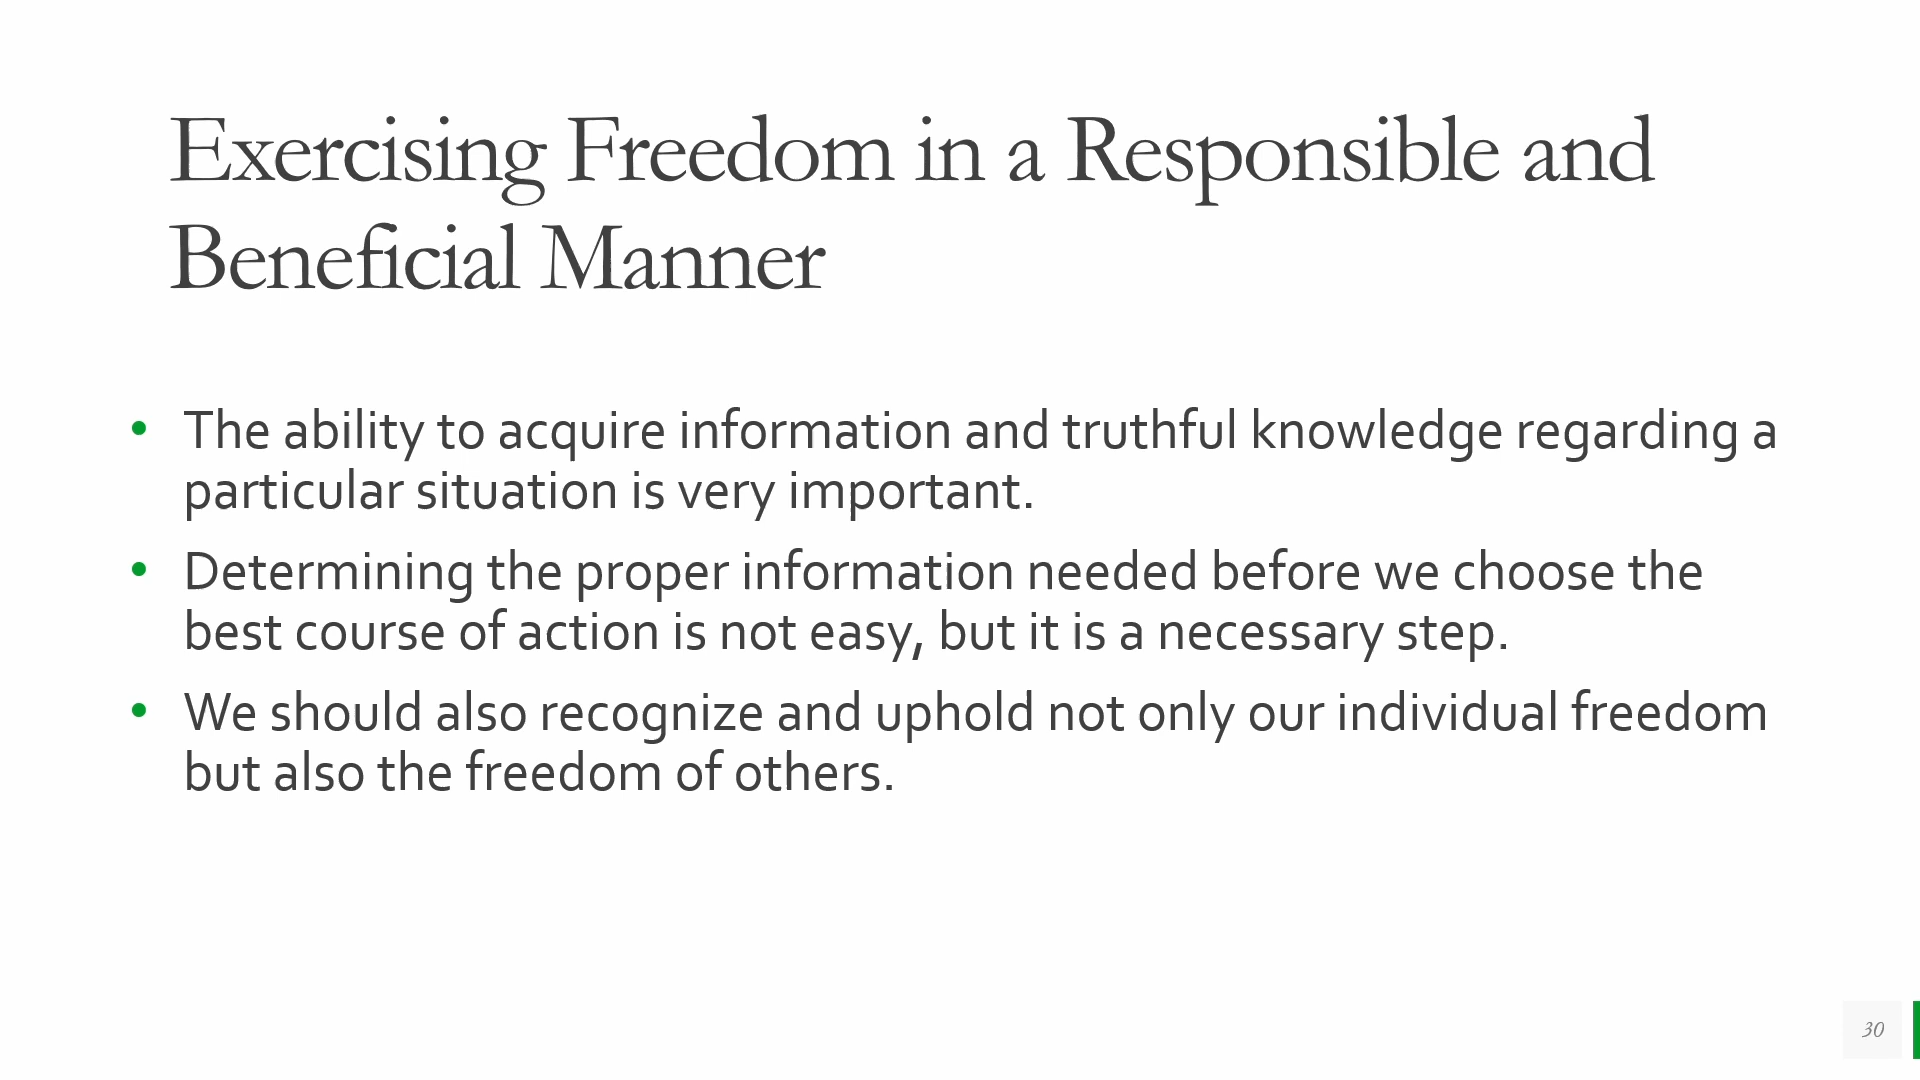 Exercising Freedom in a Responsible and
Beneficial Manner
• The ability to acquire information and truthful knowledge regarding a
particular situation is very important.
• Determining the proper information needed before we choose the
best course of action is not easy, but it is a necessary step.
• We should also recognize and uphold not only our individual freedom
but also the freedom of others.
30